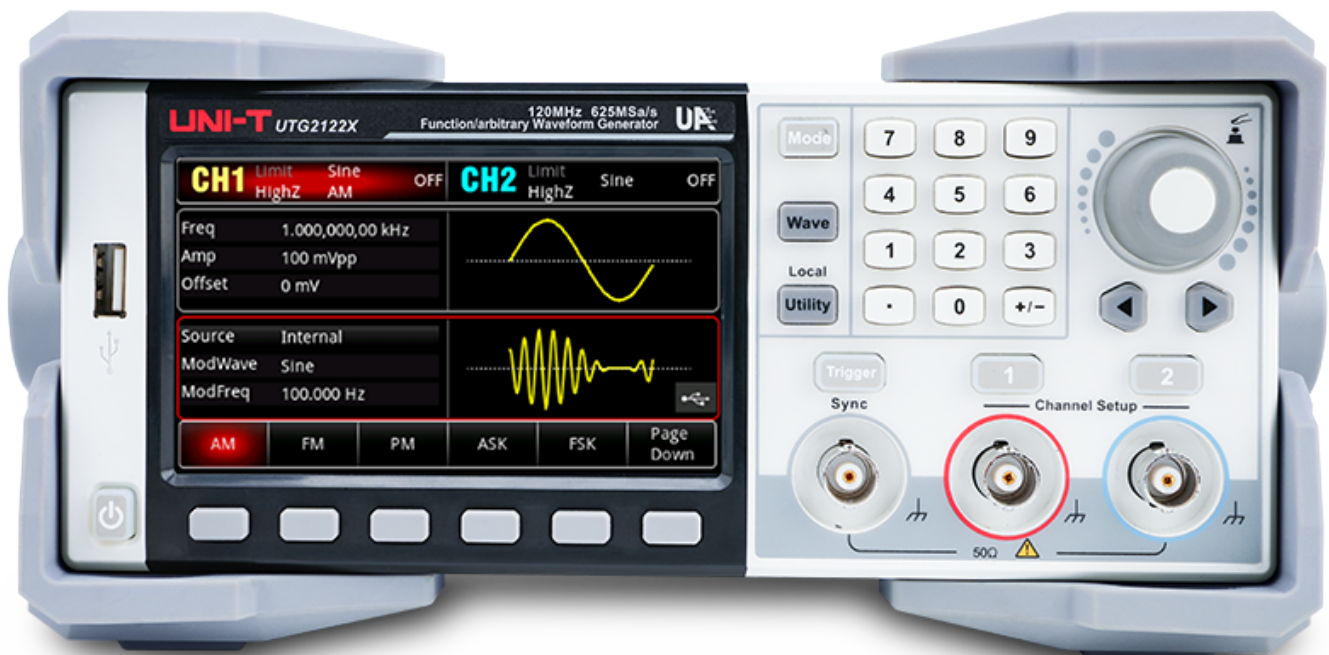 UNI-T UTG2122X
120MHz 625MSa/s
Function/arbitrary Waveform Generator
CH1 Limit Sine OFF
HighZ AM
CH2 Limit Sine OFF
HighZ
Freq 1.000,000,00 kHz
Amp 100 mVpp
Offset 0 mV
Source Internal
ModWave Sine
ModFreq 100.000 Hz
AM FM PM ASK FSK Page Down
Mode 7 8 9
4 5 6
Wave
1 2 3
Local
Utility . 0 +/−
Trigger 1 2
Sync Channel Setup
50Ω